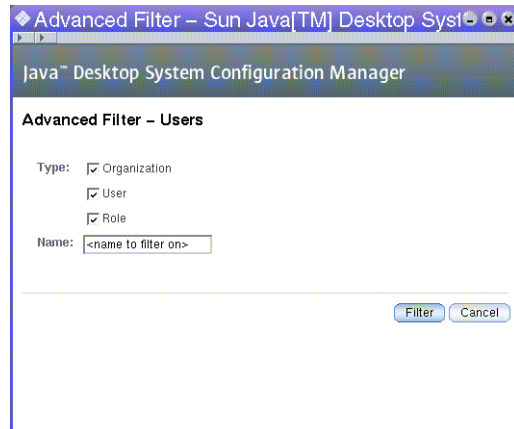 Advanced Filter – Sun Java[TM] Desktop Syst
Java™ Desktop System Configuration Manager
Advanced Filter – Users
Type: Organization
User
Role
Name: <name to filter on>
Filter Cancel